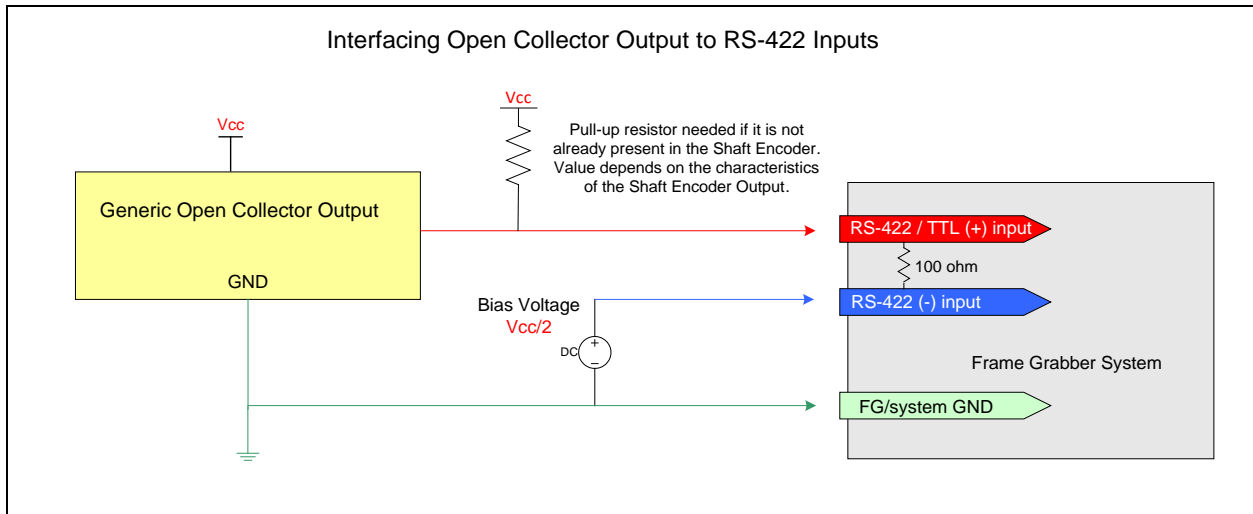 Interfacing Open Collector Output to RS-422 Inputs
Vcc
Vcc
Pull-up resistor needed if it is not
already present in the Shaft Encoder.
Value depends on the characteristics
of the Shaft Encoder Output.
Generic Open Collector Output
GND
RS-422 / TTL (+) input
100 ohm
RS-422 (-) input
Bias Voltage
Vcc/2
DC
+
−
Frame Grabber System
FG/system GND